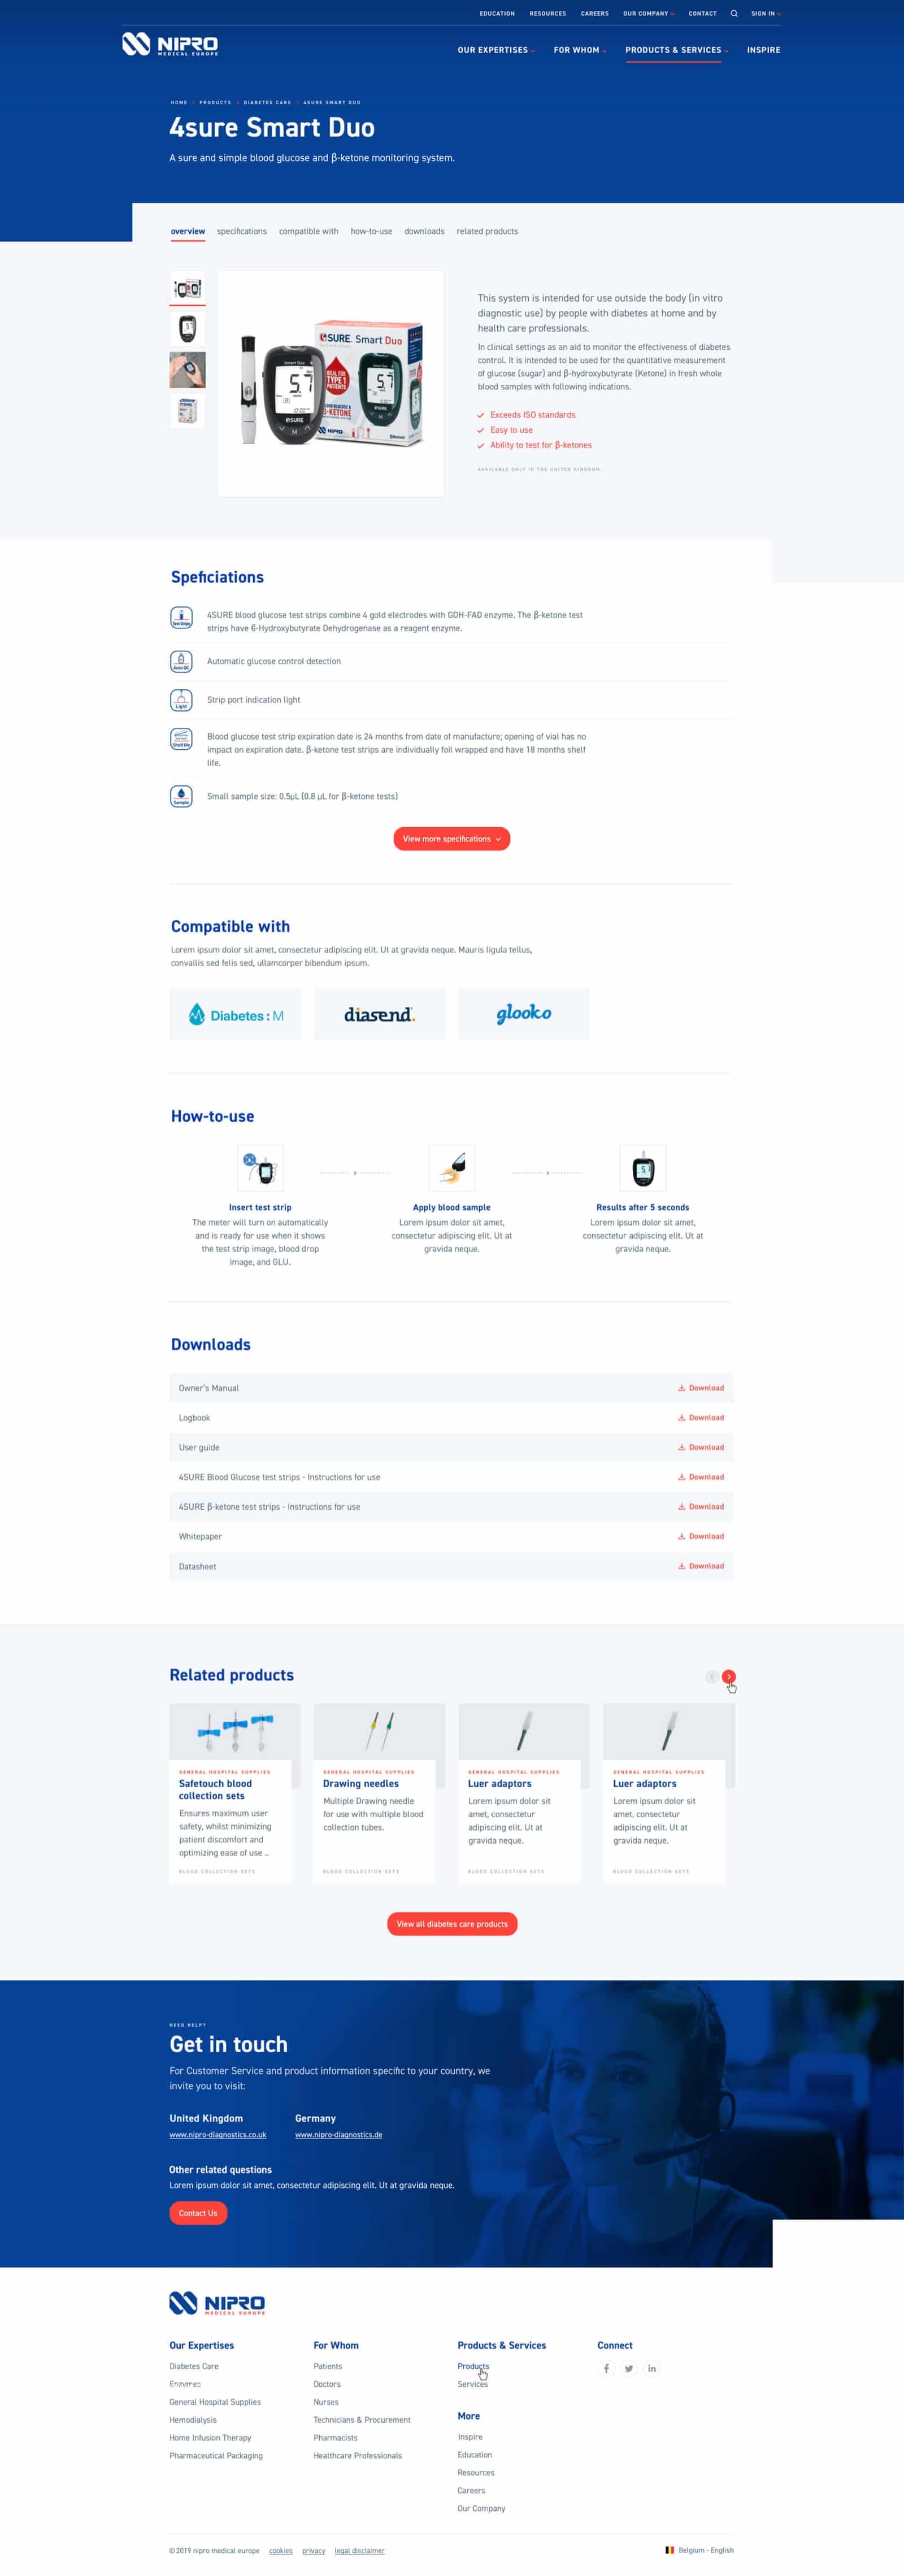 EDUCATION RESOURCES CAREERS OUR COMPANY CONTACT SIGN IN
NIPRO
MEDICAL EUROPE
OUR EXPERTISES FOR WHOM PRODUCTS & SERVICES INSPIRE
HOME PRODUCTS DIABETES CARE 4SURE SMART DUO
4sure Smart Duo
A sure and simple blood glucose and β-ketone monitoring system.
overview specifications compatible with how-to-use downloads related products
This system is intended for use outside the body (in vitro
diagnostic use) by people with diabetes at home and by
health care professionals.
In clinical settings as an aid to monitor the effectiveness of diabetes
control. It is intended to be used for the quantitative measurement
of glucose (sugar) and β-hydroxybutyrate (Ketone) in fresh whole
blood samples with following indications.
Exceeds ISO standards
Easy to use
Ability to test for β-ketones
AVAILABLE ONLY IN THE UNITED KINGDOM.
4SURE Smart Duo
IDEAL FOR
TYPE 1
PATIENTS
β-KETONE
NIPRO
Smart Duo
5.7
4SURE
M
5.7
Speficiations
Test Strips
4SURE blood glucose test strips combine 4 gold electrodes with GDH-FAD enzyme. The β-ketone test
strips have ϐ-Hydroxybutyrate Dehydrogenase as a reagent enzyme.
Auto QC
Automatic glucose control detection
Light
Strip port indication light
Shelf life
Blood glucose test strip expiration date is 24 months from date of manufacture; opening of vial has no
impact on expiration date. β-ketone test strips are individually foil wrapped and have 18 months shelf
life.
Sample
Small sample size: 0.5µL (0.8 µL for β-ketone tests)
View more specifications
Compatible with
Lorem ipsum dolor sit amet, consectetur adipiscing elit. Ut at gravida neque. Mauris ligula tellus,
convallis sed felis sed, ullamcorper bibendum ipsum.
Diabetes : M
diasend
glooko
How-to-use
Insert test strip
The meter will turn on automatically
and is ready for use when it shows
the test strip image, blood drop
image, and GLU.
Apply blood sample
Lorem ipsum dolor sit amet,
consectetur adipiscing elit. Ut at
gravida neque.
Results after 5 seconds
Lorem ipsum dolor sit amet,
consectetur adipiscing elit. Ut at
gravida neque.
Downloads
Owner's Manual Download
Logbook Download
User guide Download
4SURE Blood Glucose test strips - Instructions for use Download
4SURE β-ketone test strips - Instructions for use Download
Whitepaper Download
Datasheet Download
Related products
GENERAL HOSPITAL SUPPLIES
Safetouch blood
collection sets
Ensures maximum user
safety, whilst minimizing
patient discomfort and
optimizing ease of use ..
BLOOD COLLECTION SETS
GENERAL HOSPITAL SUPPLIES
Drawing needles
Multiple Drawing needle
for use with multiple blood
collection tubes.
BLOOD COLLECTION SETS
GENERAL HOSPITAL SUPPLIES
Luer adaptors
Lorem ipsum dolor sit
amet, consectetur
adipiscing elit. Ut at
gravida neque.
BLOOD COLLECTION SETS
GENERAL HOSPITAL SUPPLIES
Luer adaptors
Lorem ipsum dolor sit
amet, consectetur
adipiscing elit. Ut at
gravida neque.
BLOOD COLLECTION SETS
View all diabetes care products
NEED HELP?
Get in touch
For Customer Service and product information specific to your country, we
invite you to visit:
United Kingdom
www.nipro-diagnostics.co.uk
Germany
www.nipro-diagnostics.de
Other related questions
Lorem ipsum dolor sit amet, consectetur adipiscing elit. Ut at gravida neque.
Contact Us
NIPRO
MEDICAL EUROPE
Our Expertises
Diabetes Care
Enzymes
General Hospital Supplies
Hemodialysis
Home Infusion Therapy
Pharmaceutical Packaging
For Whom
Patients
Doctors
Nurses
Technicians & Procurement
Pharmacists
Healthcare Professionals
Products & Services
Products
Services
More
Inspire
Education
Resources
Careers
Our Company
Connect
© 2019 nipro medical europe cookies privacy legal disclaimer
Belgium - English